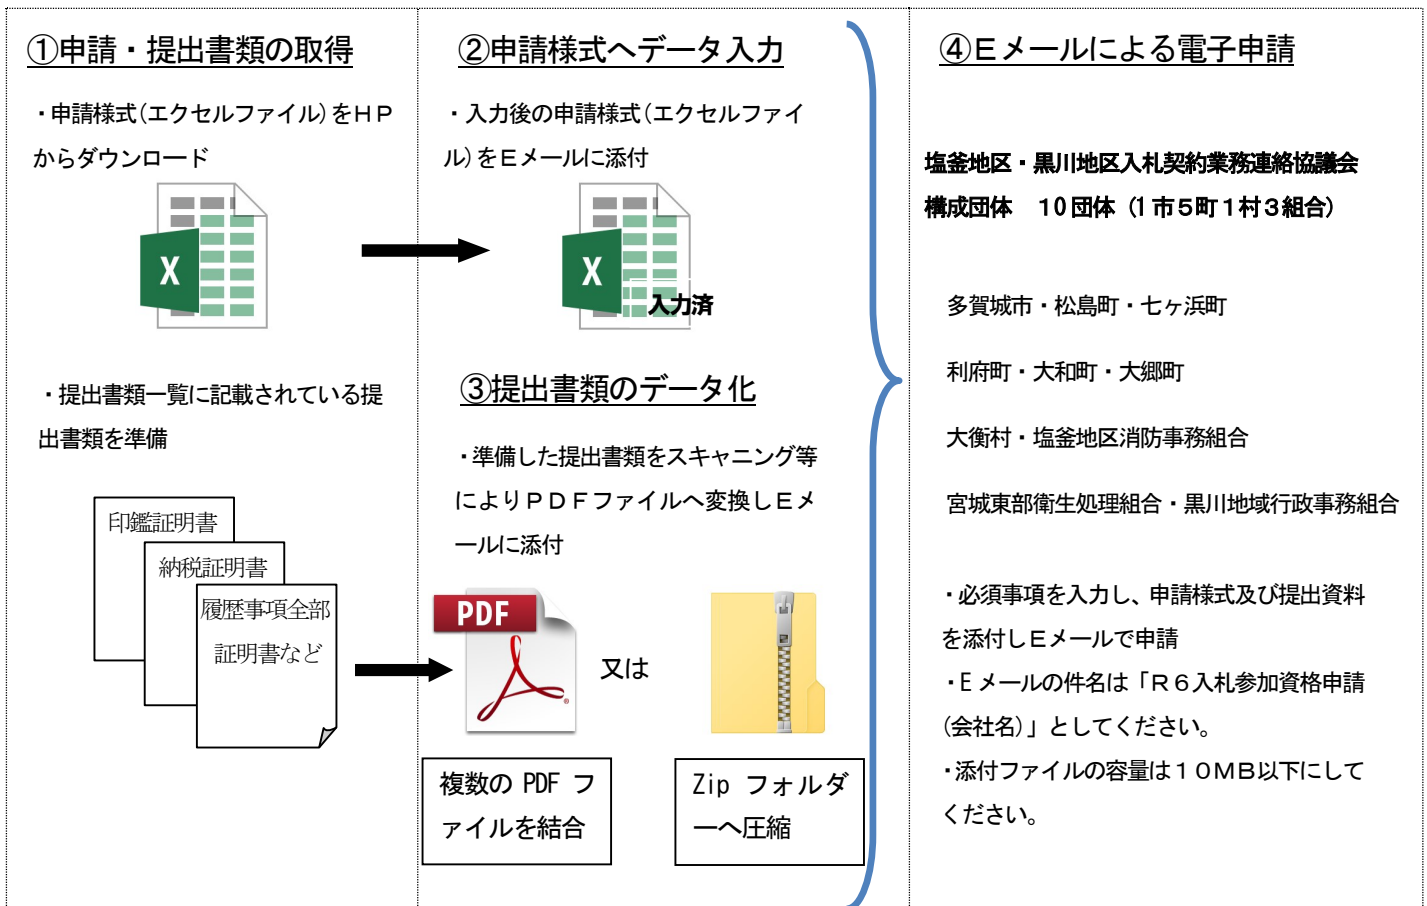 ①申請・提出書類の取得
・申請様式(エクセルファイル)をHP
からダウンロード
X
・提出書類一覧に記載されている提
出書類を準備
印鑑証明書
納税証明書
履歴事項全部
証明書など
②申請様式へデータ入力
・入力後の申請様式(エクセルファイ
ル)をEメールに添付
X
入力済
③提出書類のデータ化
・準備した提出書類をスキャニング等
によりPDFファイルへ変換しEメ
ールに添付
PDF
又は
複数の PDF フ
ァイルを結合
Zip フォルダ
ーへ圧縮
④Eメールによる電子申請
塩釜地区・黒川地区入札契約業務連絡協議会
構成団体　10団体（1市5町1村3組合）
多賀城市・松島町・七ヶ浜町
利府町・大和町・大郷町
大衡村・塩釜地区消防事務組合
宮城東部衛生処理組合・黒川地域行政事務組合
・必須事項を入力し、申請様式及び提出資料
を添付しEメールで申請
・E メールの件名は「R6入札参加資格申請
(会社名)」としてください。
・添付ファイルの容量は10MB以下にして
ください。